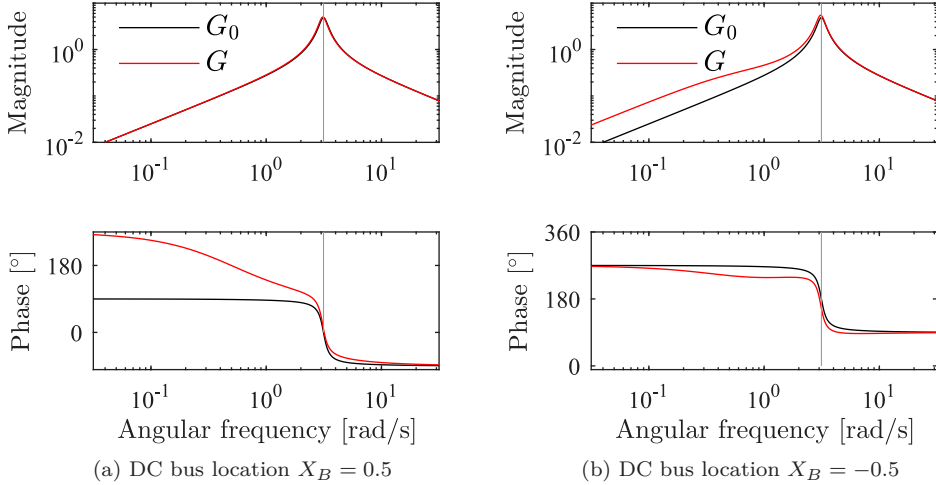 Magnitude
10^0
10^-2
G_0
G
10^-1 10^0 10^1
Phase [°]
180
0
10^-1 10^0 10^1
Angular frequency [rad/s]
(a) DC bus location X_B = 0.5
Magnitude
10^0
10^-2
G_0
G
10^-1 10^0 10^1
Phase [°]
360
180
0
10^-1 10^0 10^1
Angular frequency [rad/s]
(b) DC bus location X_B = −0.5